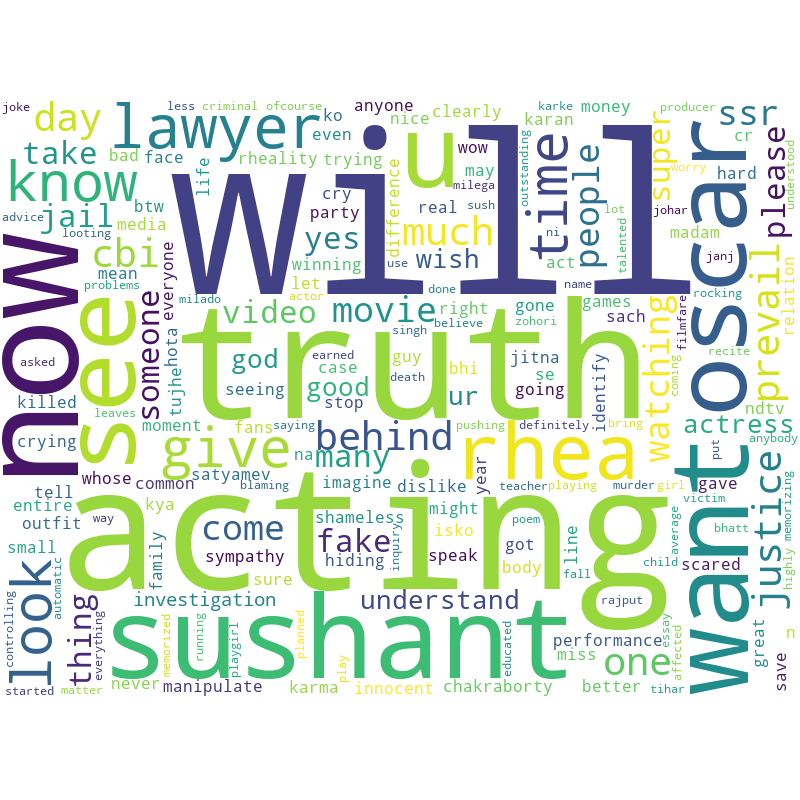 joke
less
criminal
ofcourse
anyone
nice
clearly
karke
money
producer
day
lawyer
will
u
ko
even
karan
super
ssr
cr
understood
take
bad
face
life
rheality
trying
wow
outstanding
time
people
oscar
hard
please
know
cry
may
milega
difference
worry
advice
jail
btw
party
real
sush
lot
talented
johar
madam
looting
media
yes
much
ni
now
cbi
everyone
winning
wish
act
janj
prevail
relation
mean
let
use
done
name
rocking
problems
see
someone
milado
actor
video
movie
right
gone
games
sach
filmfare
truth
singh
believe
zohori
watching
coming
hota
tujhe
god
earned
guy
bhi
jitna
recite
asked
case
death
se
identify
killed
seeing
good
stop
ur
going
want
ndtv
leaves
moment
give
fans
saying
behind
pushing
definitely
bring
actress
anybody
crying
satyamev
na
many
rhea
put
whose
common
blaming
imagine
dislike
year
teacher
playing
murder
girl
victim
gave
justice
tell
acting
entire
way
kya
shameless
might
poem
isko
line
average
bhatt
memorizing
outfit
come
fake
inquiry
got
small
sympathy
hiding
speak
body
fall
child
scared
highly
look
automatic
family
sure
investigation
understand
rajput
n
controlling
thing
everything
sushant
educated
one
essay
great
memorized
running
playgirl
planned
performance
miss
affected
save
never
play
started
matter
manipulate
karma
innocent
chakraborty
better
tihar